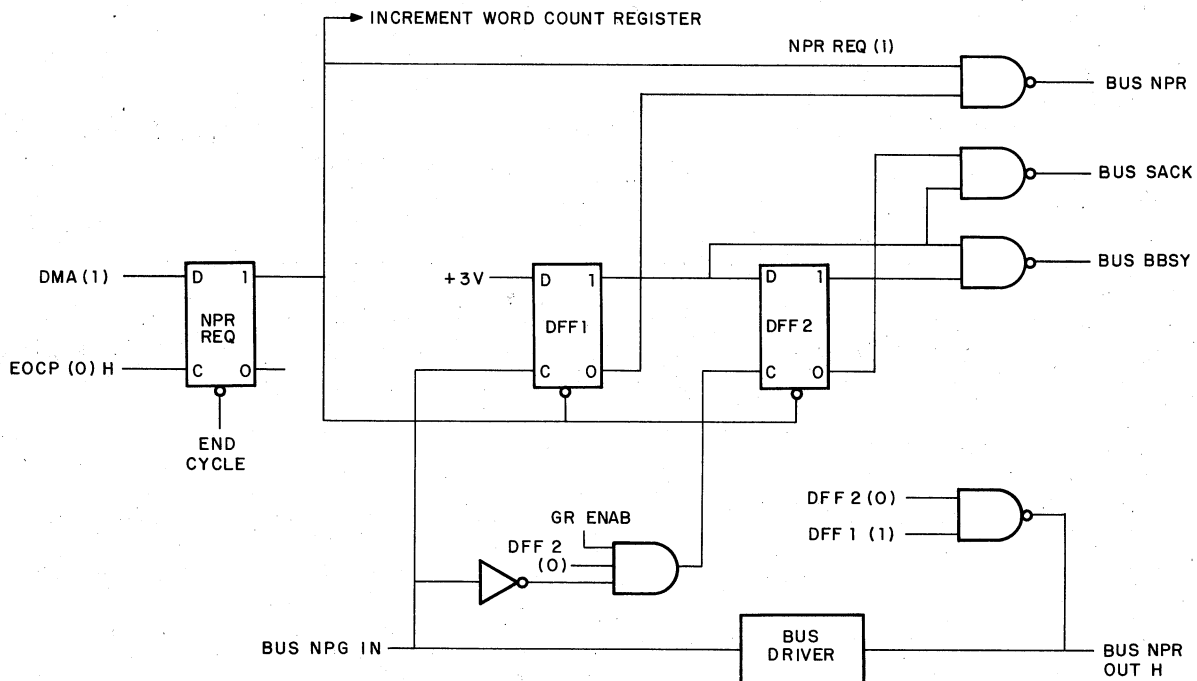 INCREMENT WORD COUNT REGISTER
NPR REQ (1)
BUS NPR
BUS SACK
BUS BBSY
DMA (1)
D 1
NPR
REQ
EOCP (0) H
C 0
END
CYCLE
+3V
D 1
DFF1
C 0
D 1
DFF2
C 0
GR ENAB
DFF 2
(0)
DFF 2 (0)
DFF 1 (1)
BUS NPG IN
BUS
DRIVER
BUS NPR
OUT H